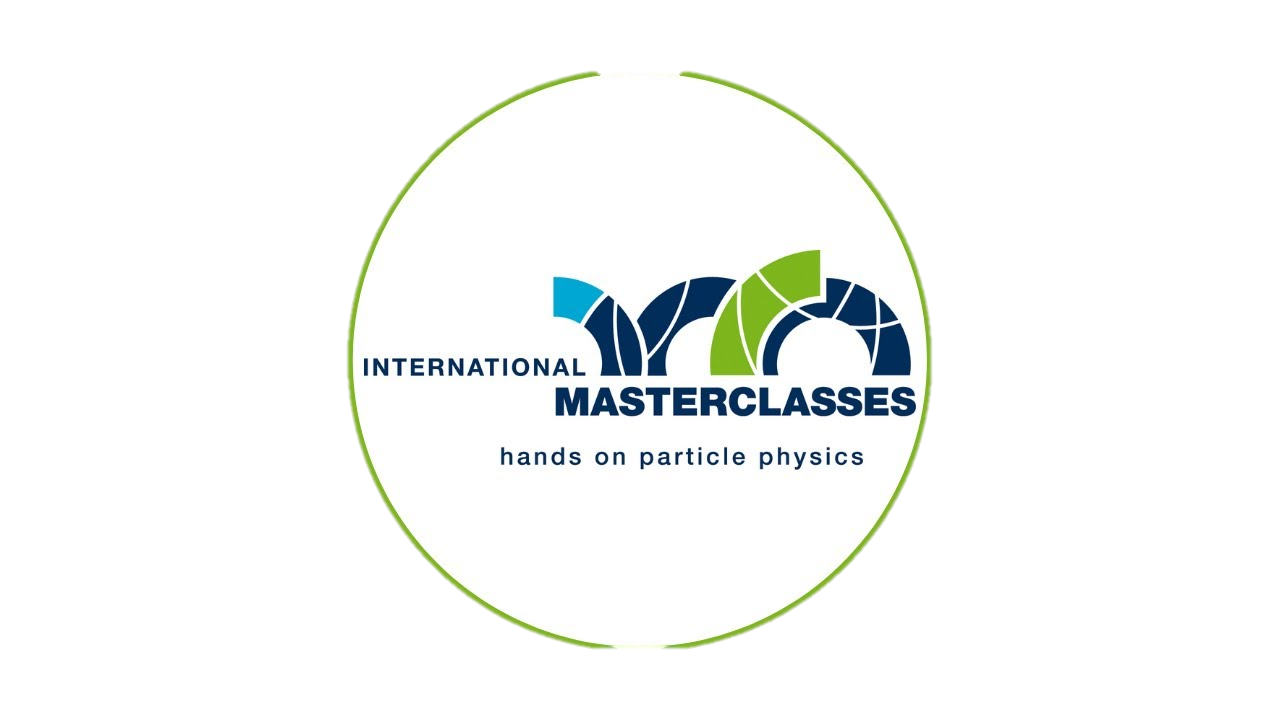 INTERNATIONAL
MASTERCLASSES
hands on particle physics